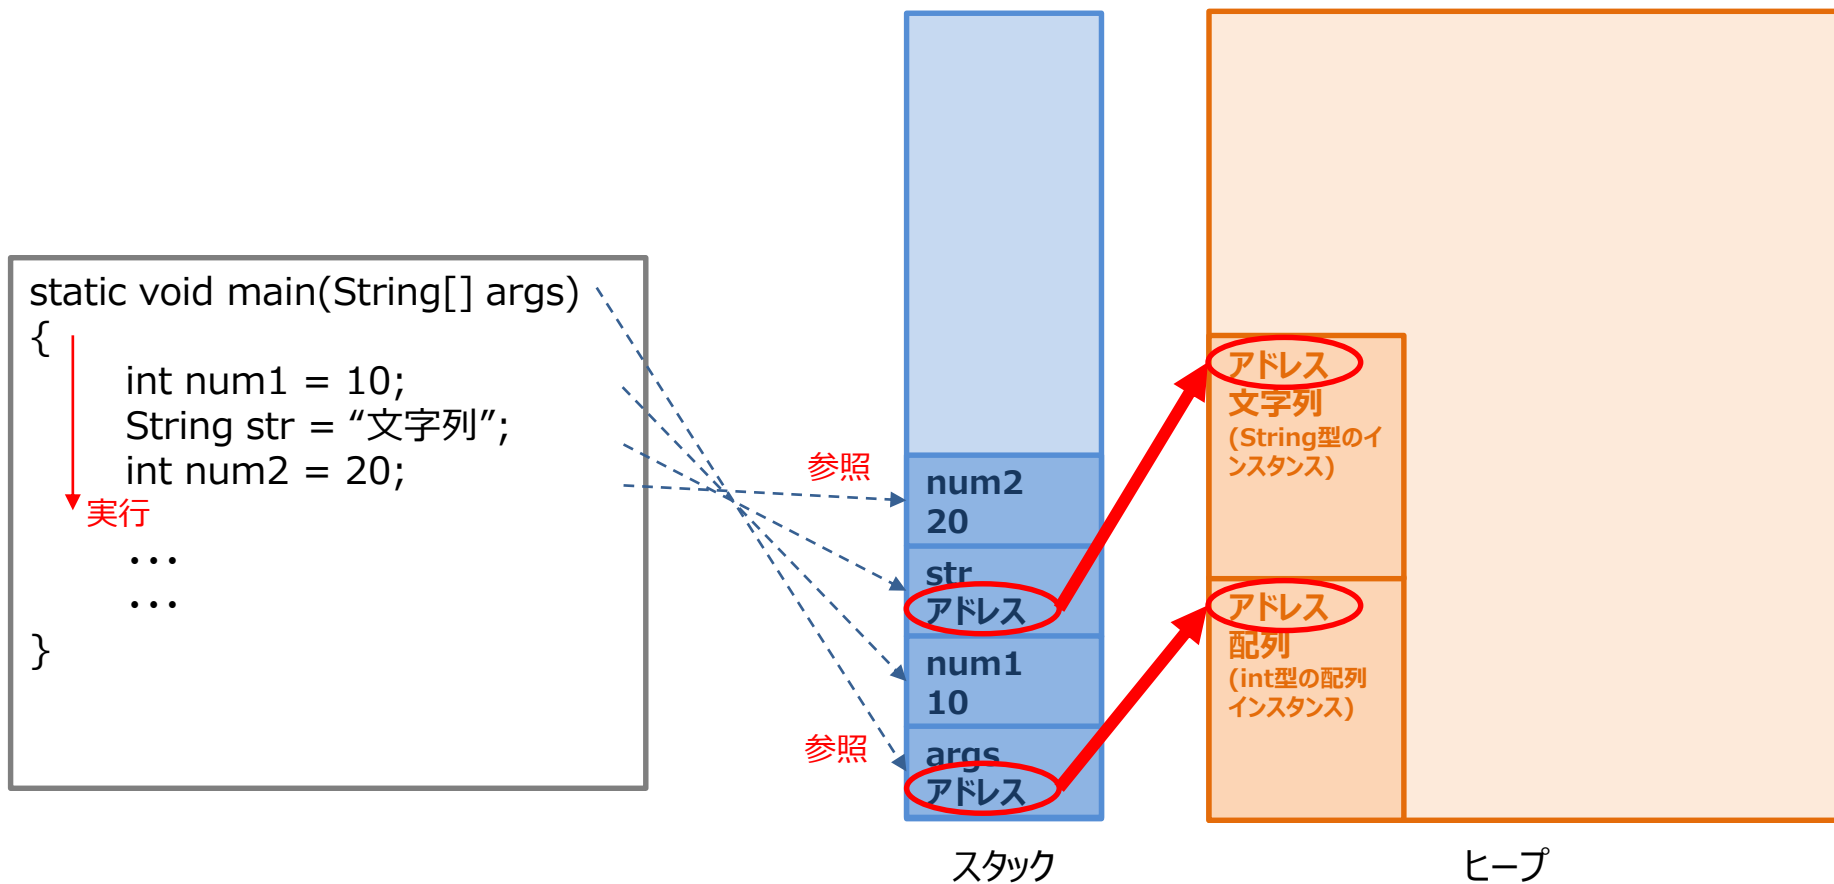 static void main(String[] args)
{
int num1 = 10;
String str = “文字列”;
int num2 = 20;
実行
...
...
}
参照
参照
num2
20
str
アドレス
num1
10
args
アドレス
スタック
アドレス
文字列
(String型のイ
ンスタンス)
アドレス
配列
(int型の配列
インスタンス)
ヒープ